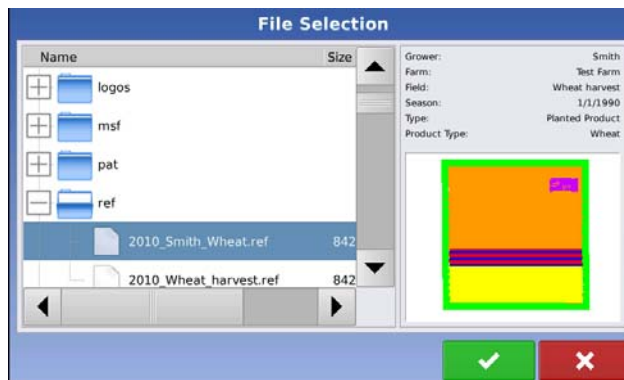 File Selection
Name Size
logos
msf
pat
ref
2010_Smith_Wheat.ref 842
2010_Wheat_harvest.ref 842
Grower: Smith
Farm: Test Farm
Field: Wheat harvest
Season: 1/1/1990
Type: Planted Product
Product Type: Wheat